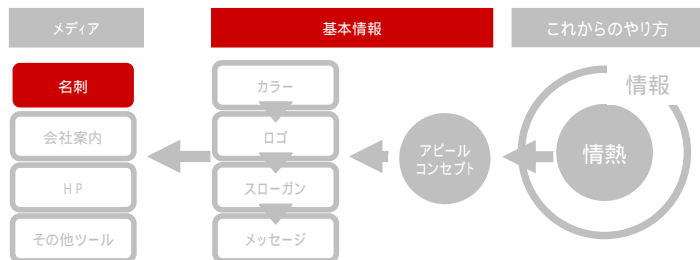 メディア
基本情報
これからのやり方
名刺
会社案内
HP
その他ツール
カラー
ロゴ
スローガン
メッセージ
アピール
コンセプト
情報
情熱